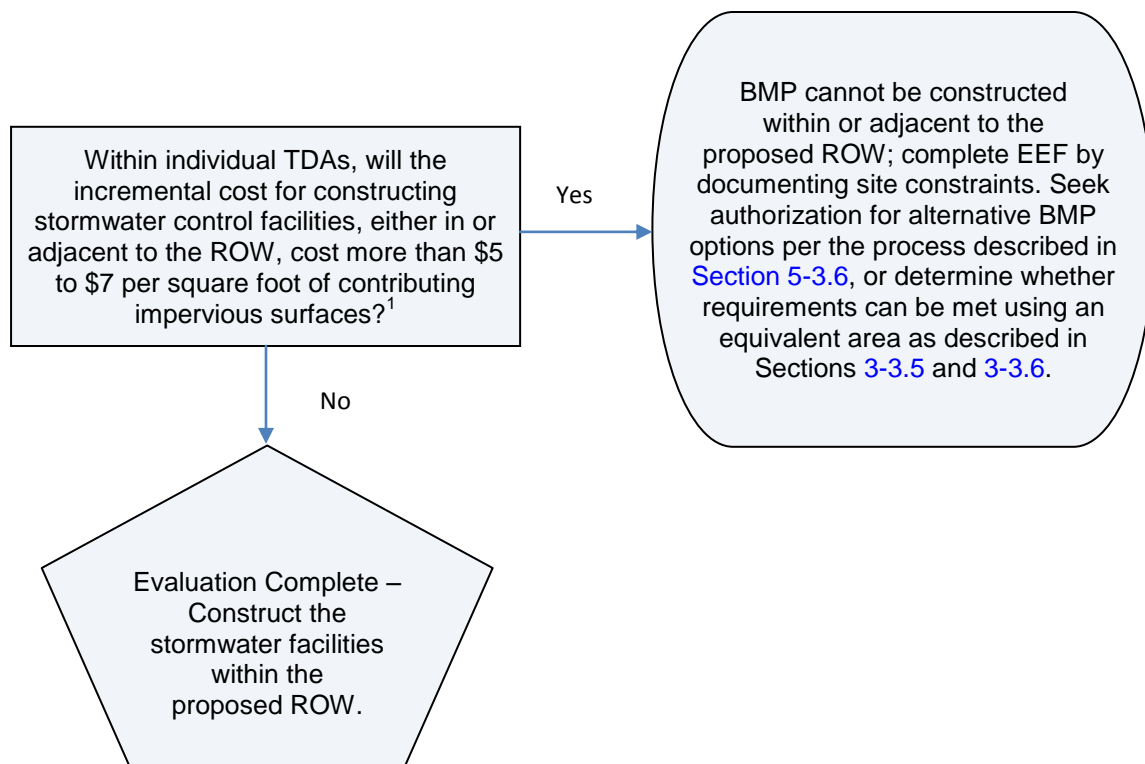 Within individual TDAs, will the
incremental cost for constructing
stormwater control facilities, either in or
adjacent to the ROW, cost more than $5
to $7 per square foot of contributing
impervious surfaces?1
Yes
BMP cannot be constructed
within or adjacent to the
proposed ROW; complete EEF by
documenting site constraints. Seek
authorization for alternative BMP
options per the process described in
Section 5-3.6, or determine whether
requirements can be met using an
equivalent area as described in
Sections 3-3.5 and 3-3.6.
No
Evaluation Complete –
Construct the
stormwater facilities
within the
proposed ROW.